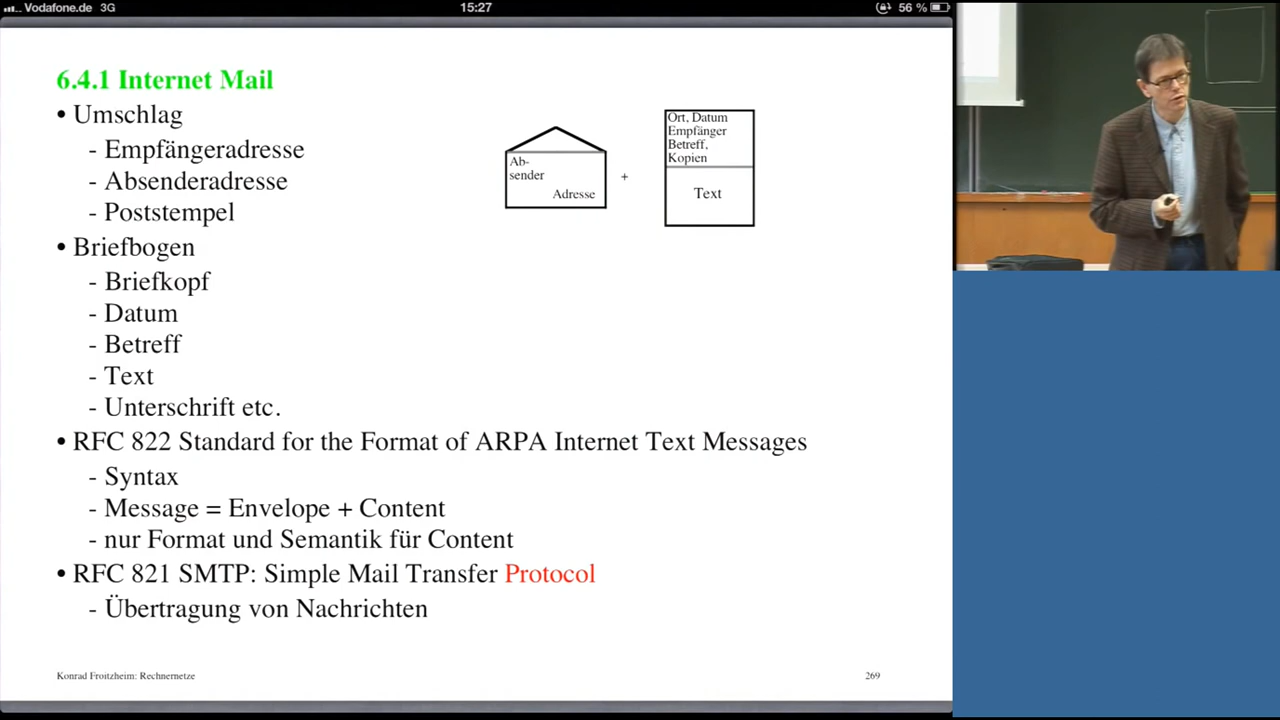 Vodafone.de 3G
15:27
56 %
6.4.1 Internet Mail
• Umschlag
- Empfängeradresse
- Absenderadresse
- Poststempel
• Briefbogen
- Briefkopf
- Datum
- Betreff
- Text
- Unterschrift etc.
• RFC 822 Standard for the Format of ARPA Internet Text Messages
- Syntax
- Message = Envelope + Content
- nur Format und Semantik für Content
• RFC 821 SMTP: Simple Mail Transfer Protocol
- Übertragung von Nachrichten
Ab-
sender
Adresse
+
Ort, Datum
Empfänger
Betreff,
Kopien
Text
Konrad Froitzheim: Rechnernetze
269